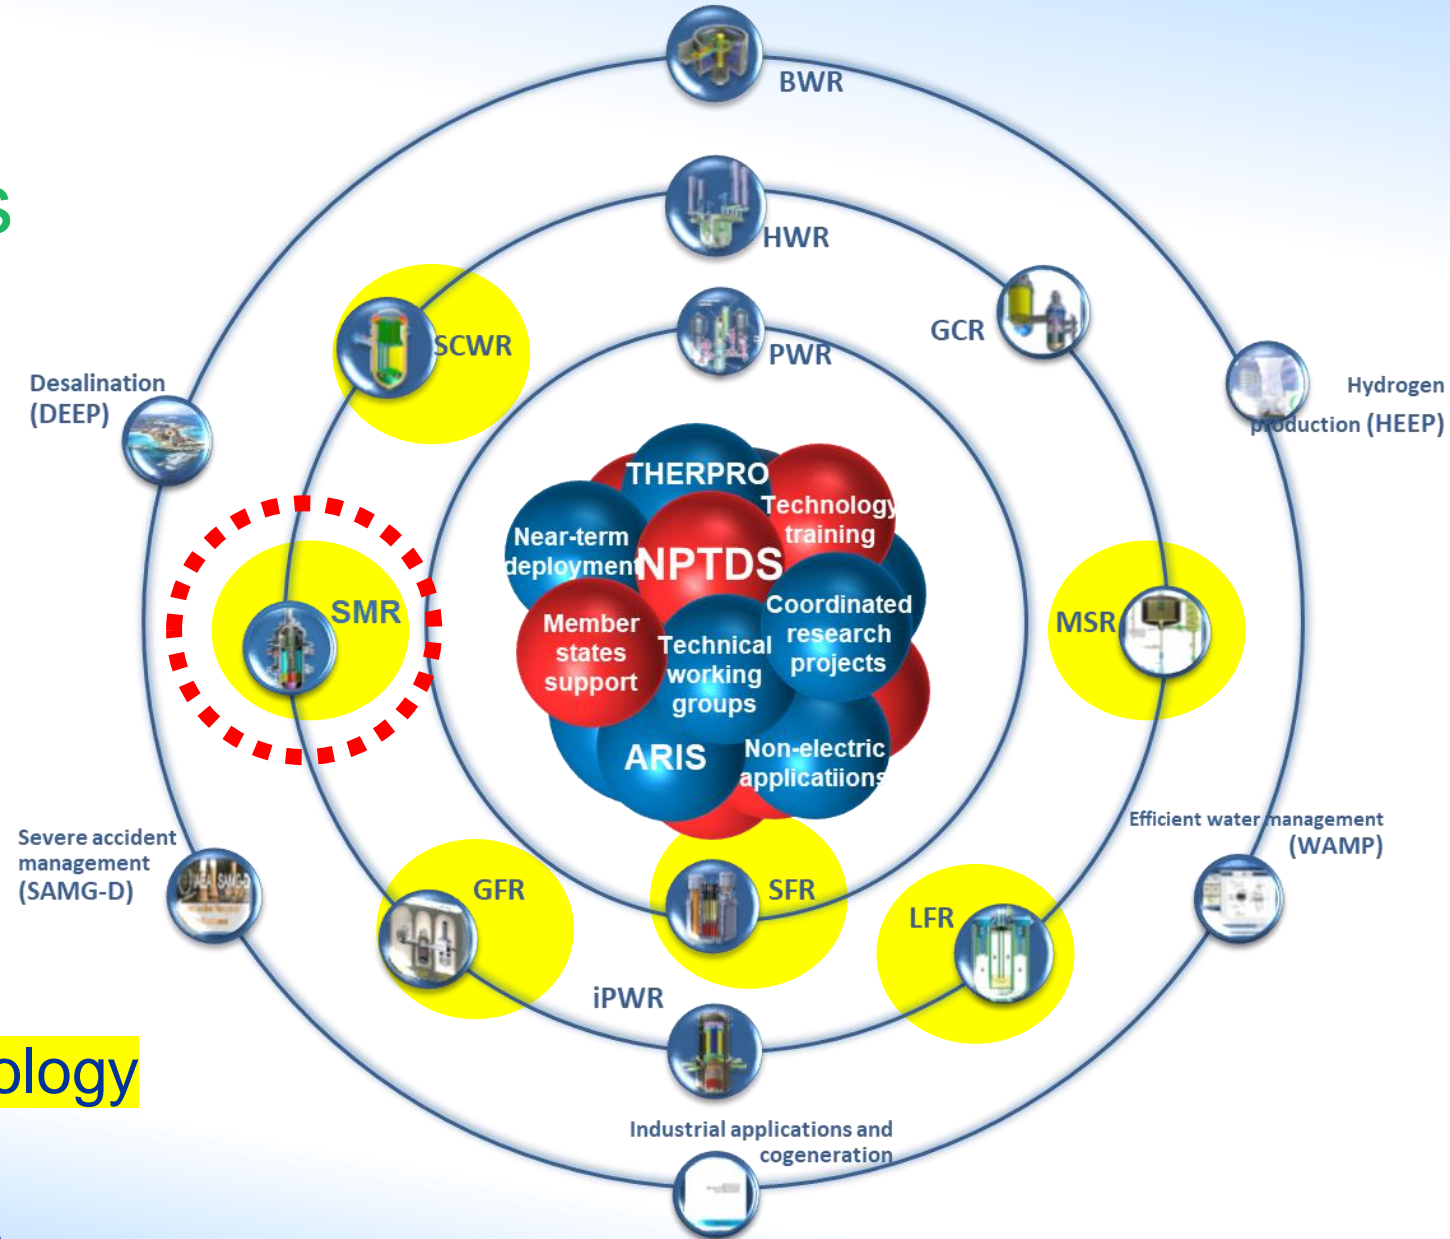 BWR
s
HWR
GCR
SCWR
PWR
Desalination
(DEEP)
Hydrogen
production (HEEP)
THERPRO
Technology
training
Near-term
deployment
NPTDS
SMR
MSR
Coordinated
research
projects
Member
states
support
Technical
working
groups
ARIS
Non-electric
applicatiions
Efficient water management
(WAMP)
Severe accident
management
(SAMG-D)
GFR
SFR
LFR
iPWR
ology
Industrial applications and
cogeneration